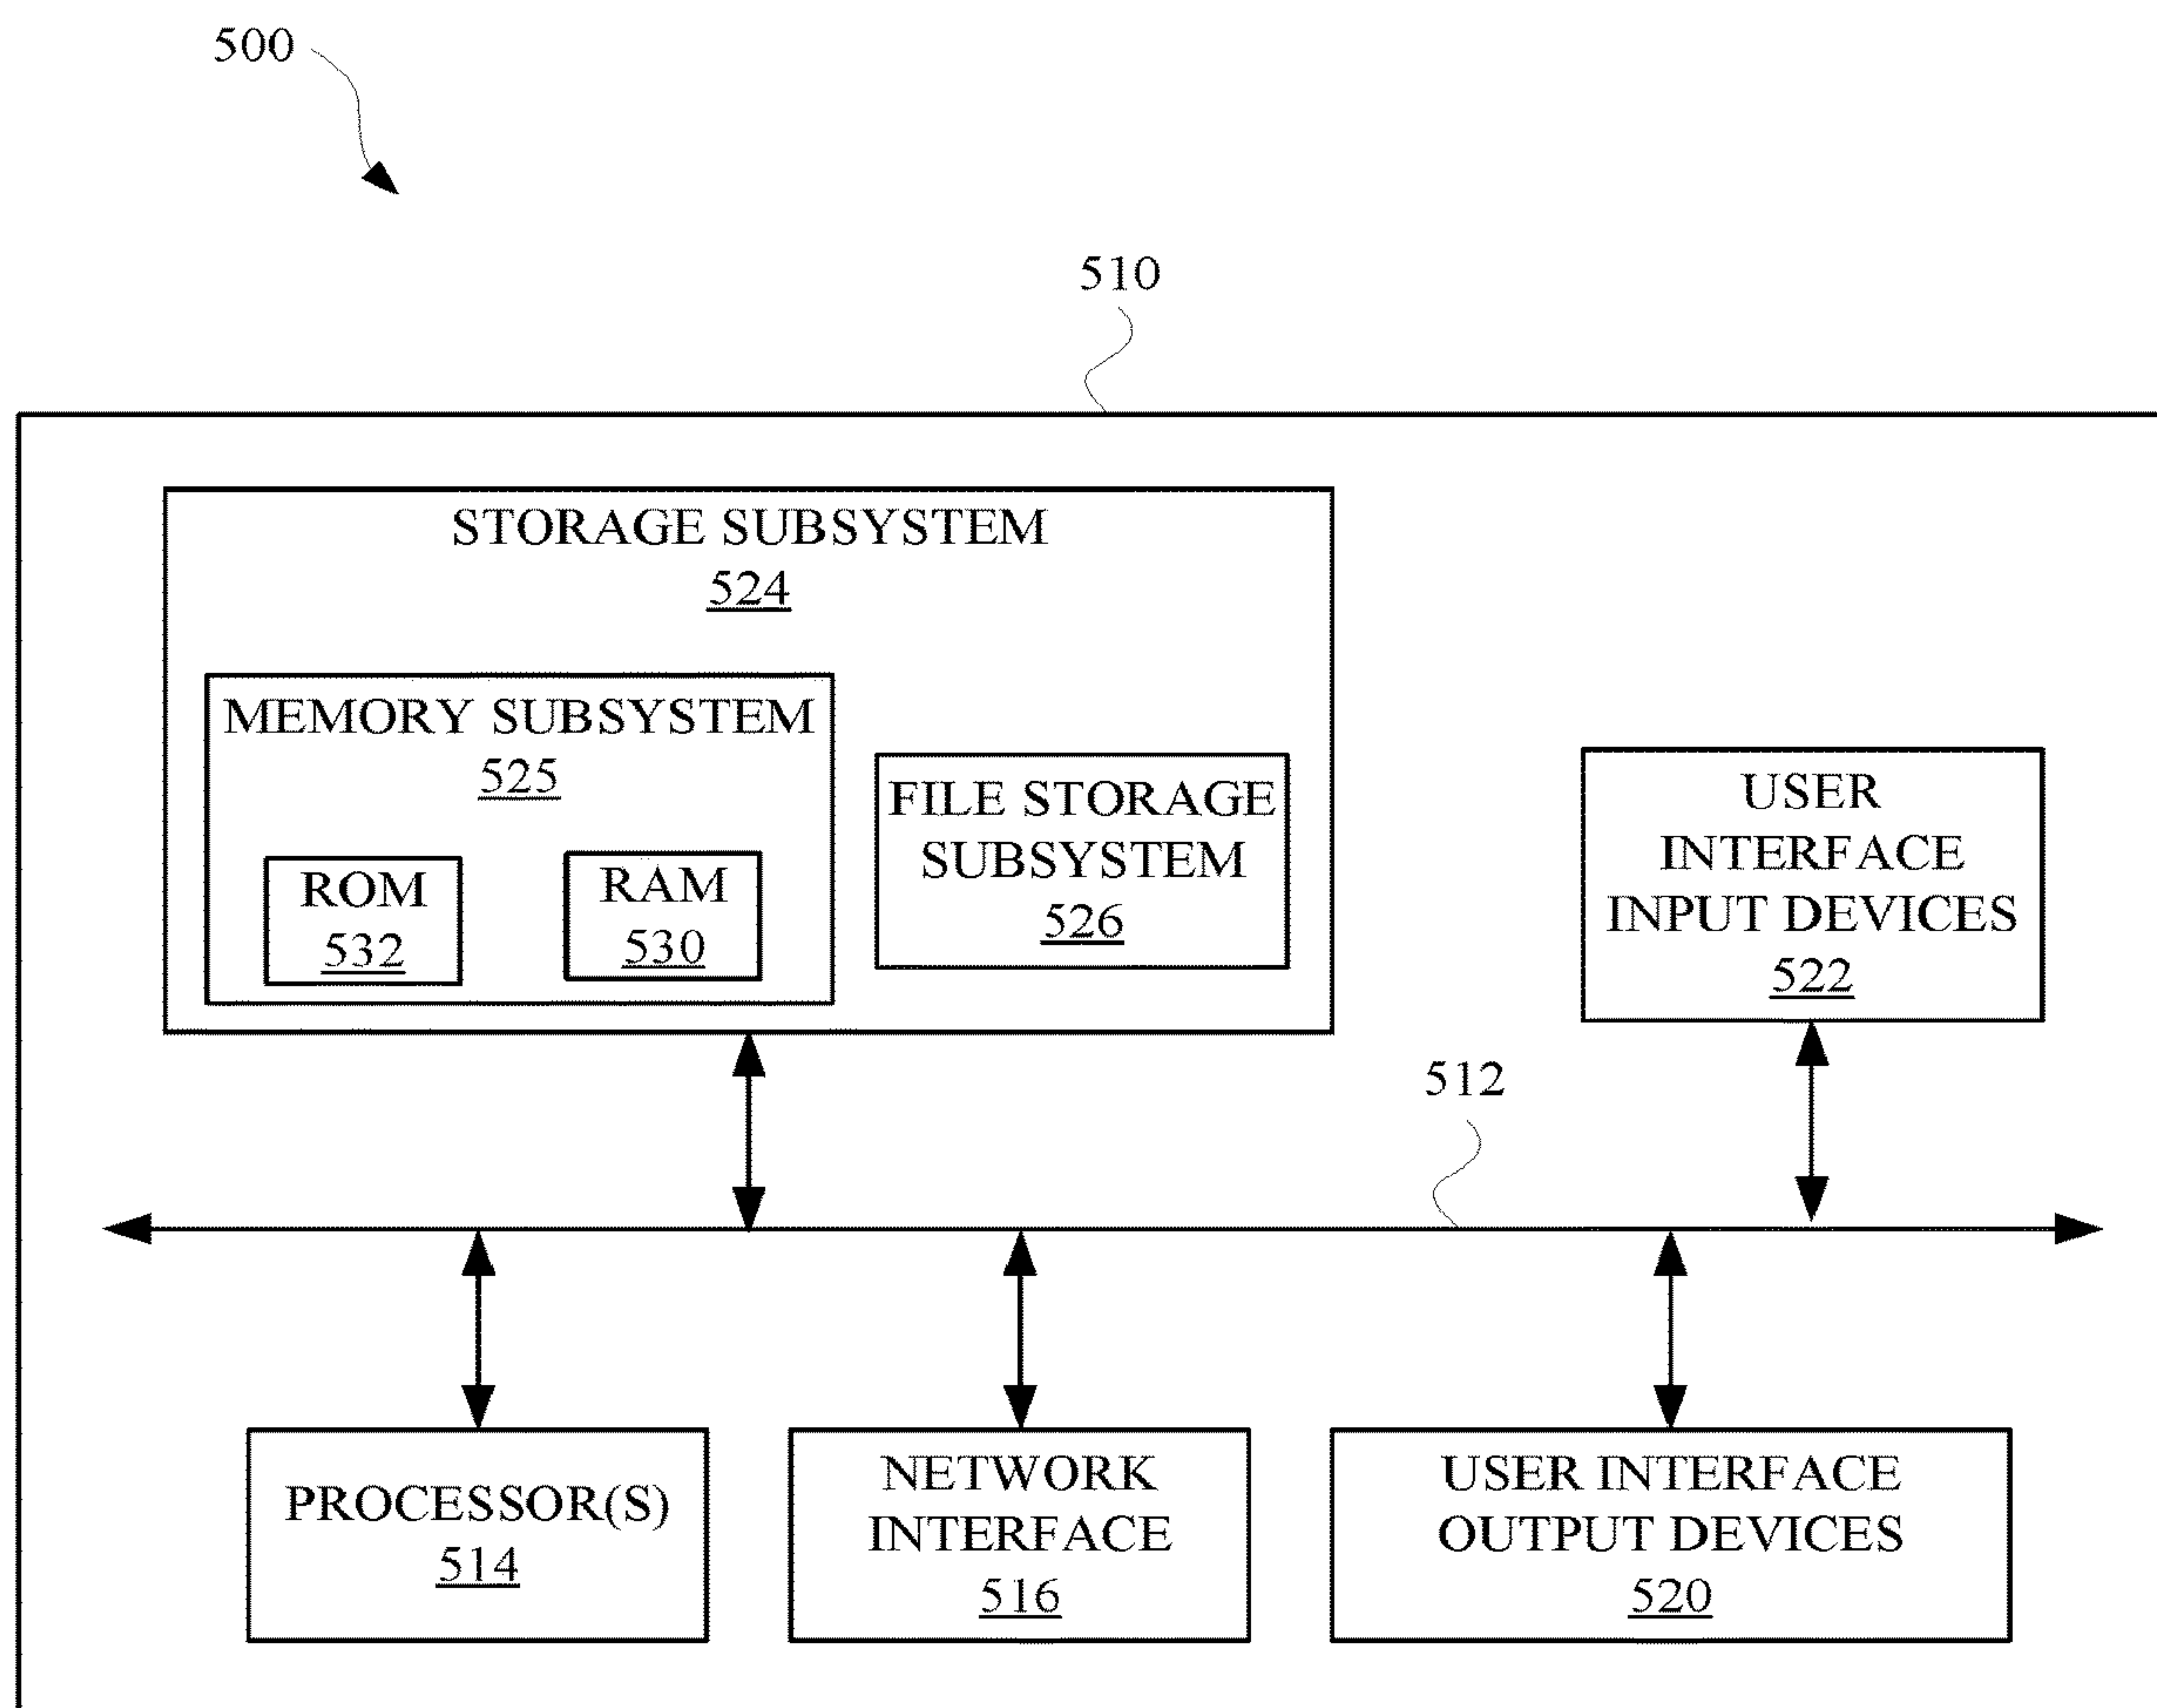 500
510
STORAGE SUBSYSTEM
524
MEMORY SUBSYSTEM
525
ROM
532
RAM
530
FILE STORAGE
SUBSYSTEM
526
USER
INTERFACE
INPUT DEVICES
522
512
PROCESSOR(S)
514
NETWORK
INTERFACE
516
USER INTERFACE
OUTPUT DEVICES
520